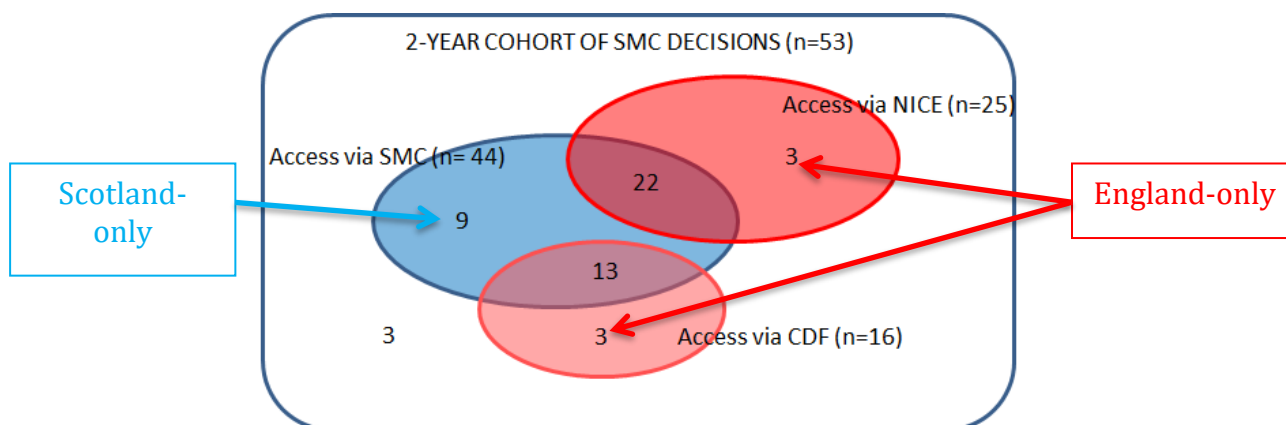 2-YEAR COHORT OF SMC DECISIONS (n=53)
Access via NICE (n=25)
Access via SMC (n= 44)
3
22
Scotland-
only
England-only
9
13
3
3
Access via CDF (n=16)